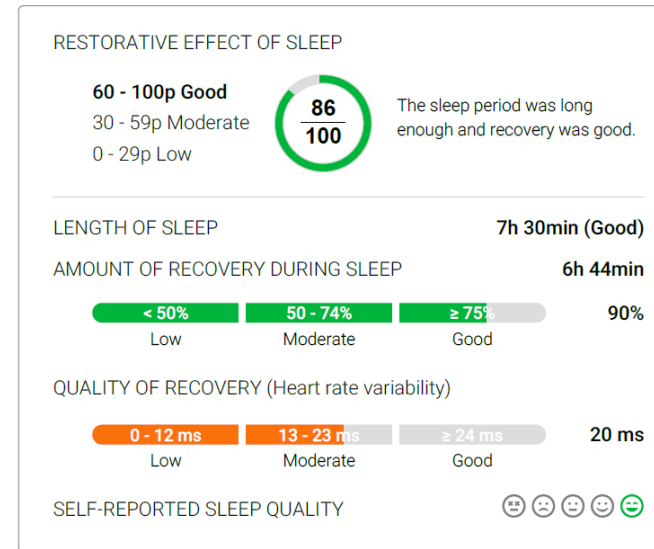 RESTORATIVE EFFECT OF SLEEP
60 - 100p Good
30 - 59p Moderate
0 - 29p Low
86
100
The sleep period was long
enough and recovery was good.
LENGTH OF SLEEP 7h 30min (Good)
AMOUNT OF RECOVERY DURING SLEEP 6h 44min
< 50% 50 - 74% ≥ 75% 90%
Low Moderate Good
QUALITY OF RECOVERY (Heart rate variability)
0 - 12 ms 13 - 23 ms ≥ 24 ms 20 ms
Low Moderate Good
SELF-REPORTED SLEEP QUALITY